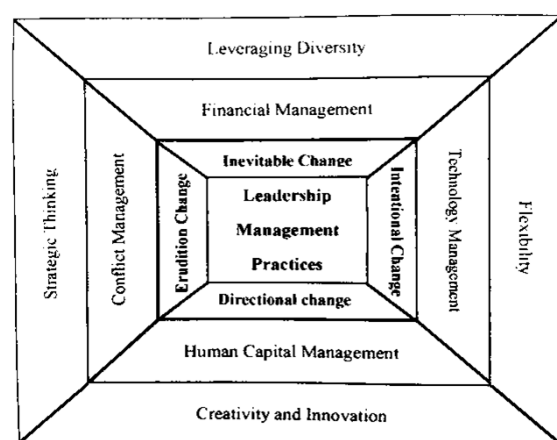 Leveraging Diversity
Financial Management
Inevitable Change
Strategic Thinking
Conflict Management
Erudition Change
Leadership
Management
Practices
Intentional Change
Technology Management
Flexibility
Directional change
Human Capital Management
Creativity and Innovation